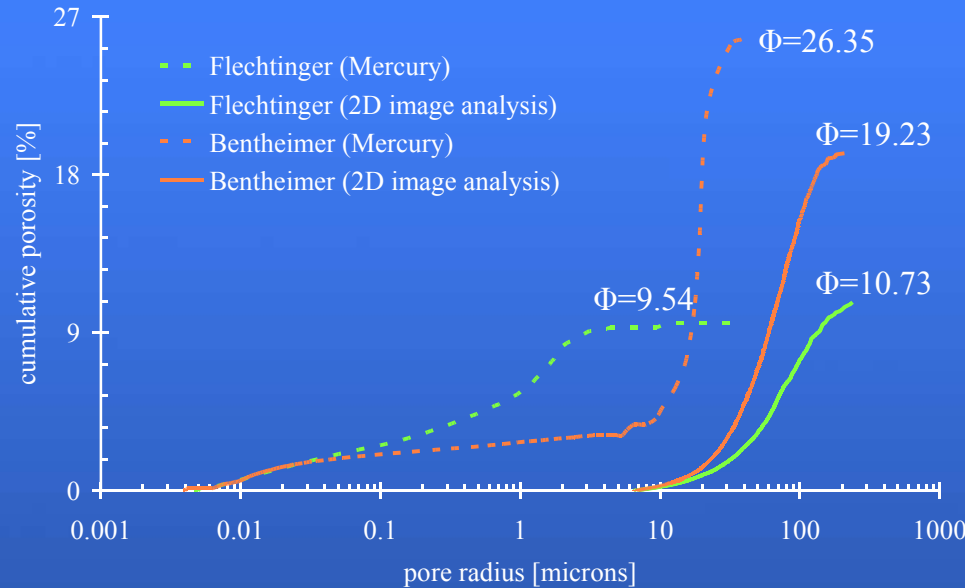 27
Φ=26.35
Flechtinger (Mercury)
Flechtinger (2D image analysis)
Bentheimer (Mercury)
Bentheimer (2D image analysis)
Φ=19.23
18
cumulative porosity [%]
Φ=9.54
Φ=10.73
9
0
0.001 0.01 0.1 1 10 100 1000
pore radius [microns]